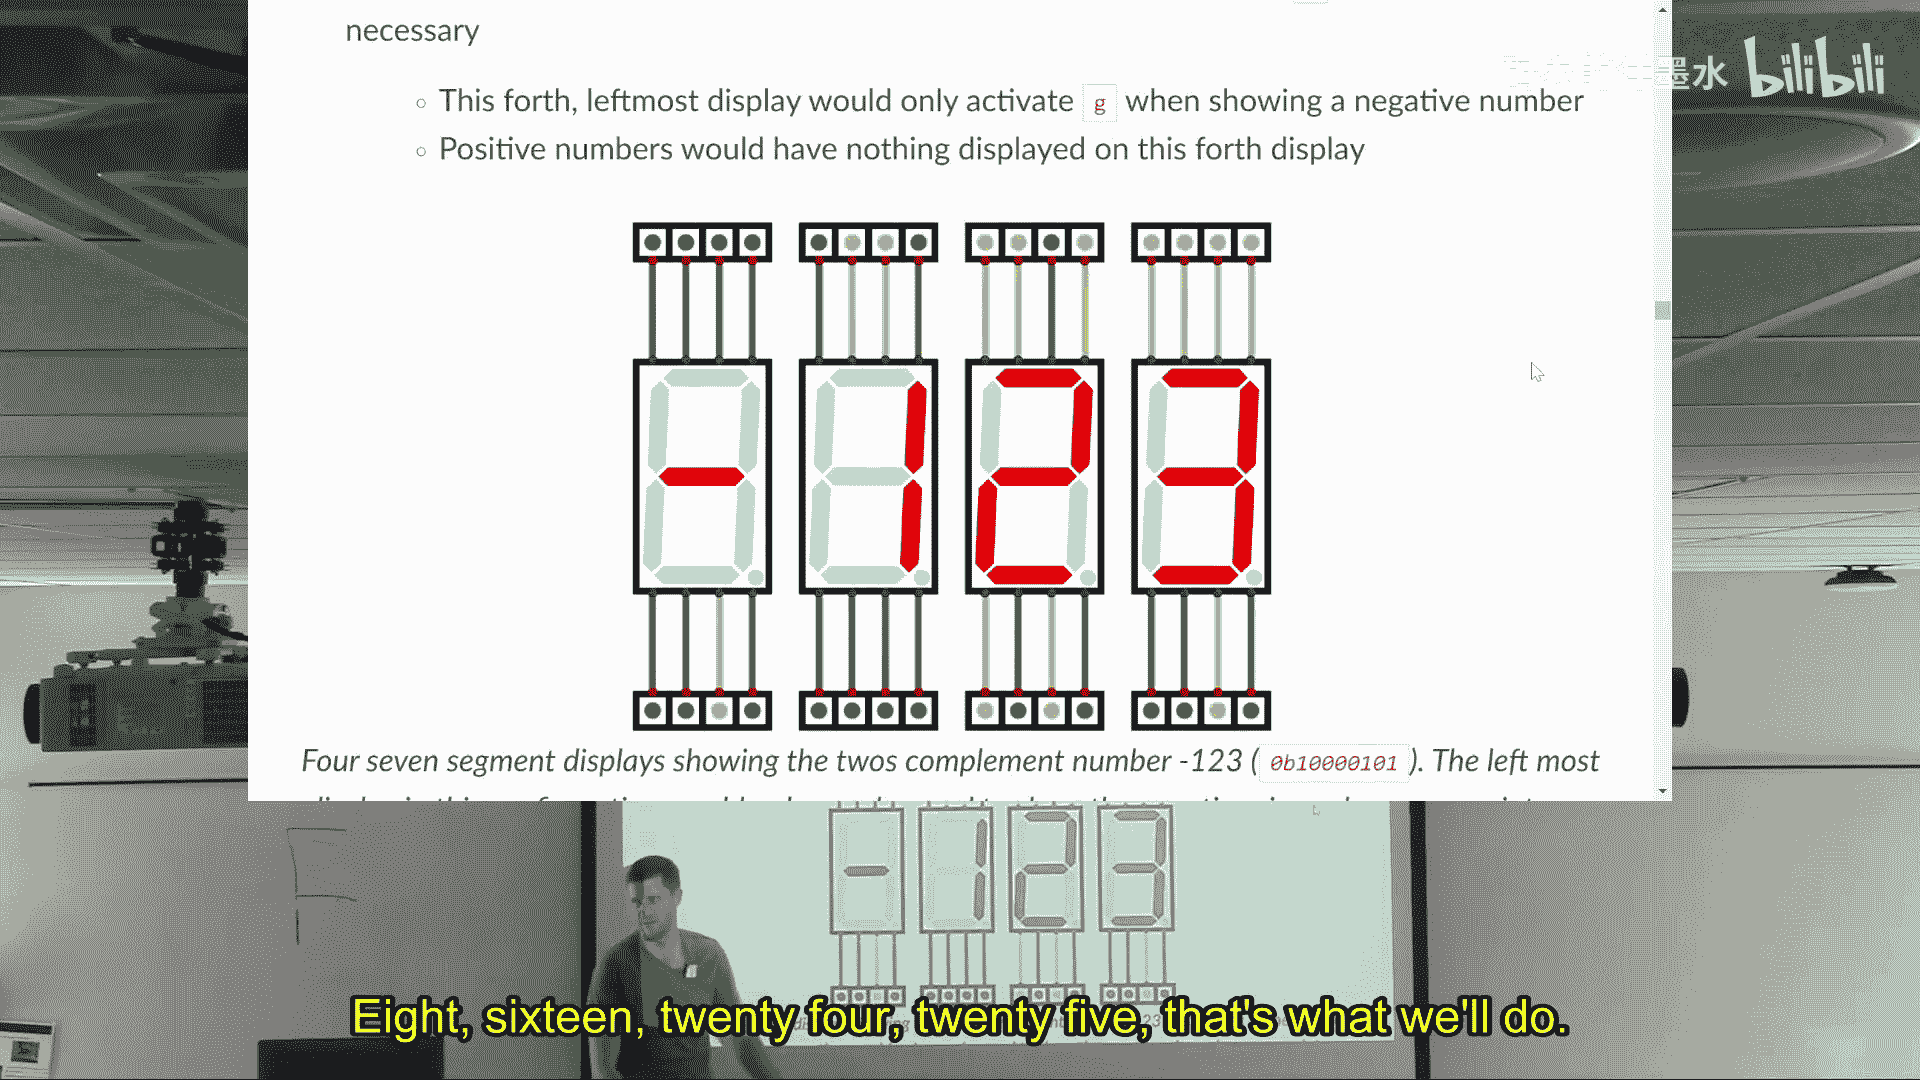 necessary
This forth, leftmost display would only activate g when showing a negative number
墨水 bilibili
Positive numbers would have nothing displayed on this forth display
Four seven segment displays showing the twos complement number -123 ( 0b10000101 ). The left most
Eight, sixteen, twenty four, twenty five, that's what we'll do.